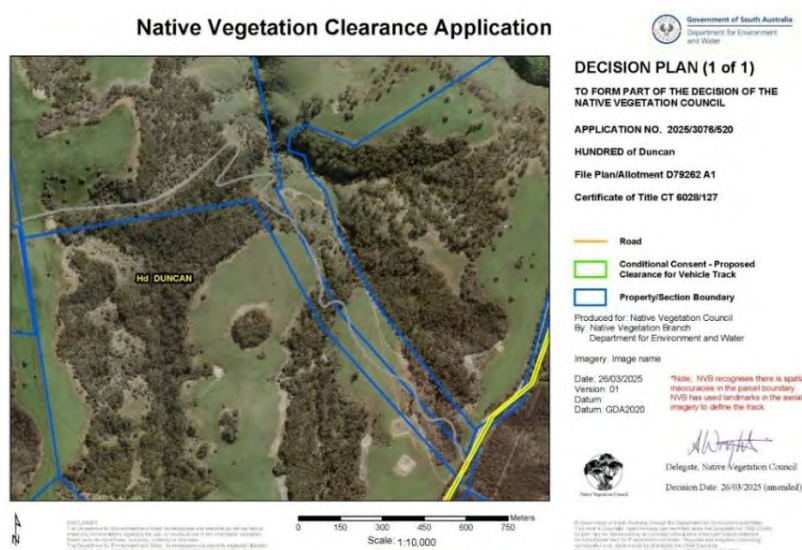 Native Vegetation Clearance Application
Government of South Australia
Department for Environment
and Water
DECISION PLAN (1 of 1)
TO FORM PART OF THE DECISION OF THE
NATIVE VEGETATION COUNCIL
APPLICATION NO. 2025/3076/520
HUNDRED of Duncan
File Plan/Allotment D79262 A1
Certificate of Title CT 6028/127
Road
Conditional Consent - Proposed
Clearance for Vehicle Track
Property/Section Boundary
Produced for: Native Vegetation Council
By: Native Vegetation Branch
Department for Environment and Water
Imagery: Image name
Date: 26/03/2025
Version: 01
Datum:
Datum: GDA2020
*Note: NVB recognises there is spatia
inaccuracies in the parcel boundary
NVB has used landmarks in the aeria
imagery to define the track.
Hd DUNCAN
Delegate, Native Vegetation Council
Native Vegetation Council
Decision Date: 26/03/2025 (amended)
0 150 300 450 600 750 Meters
Scale: 1:10,000
DISCLAIMER